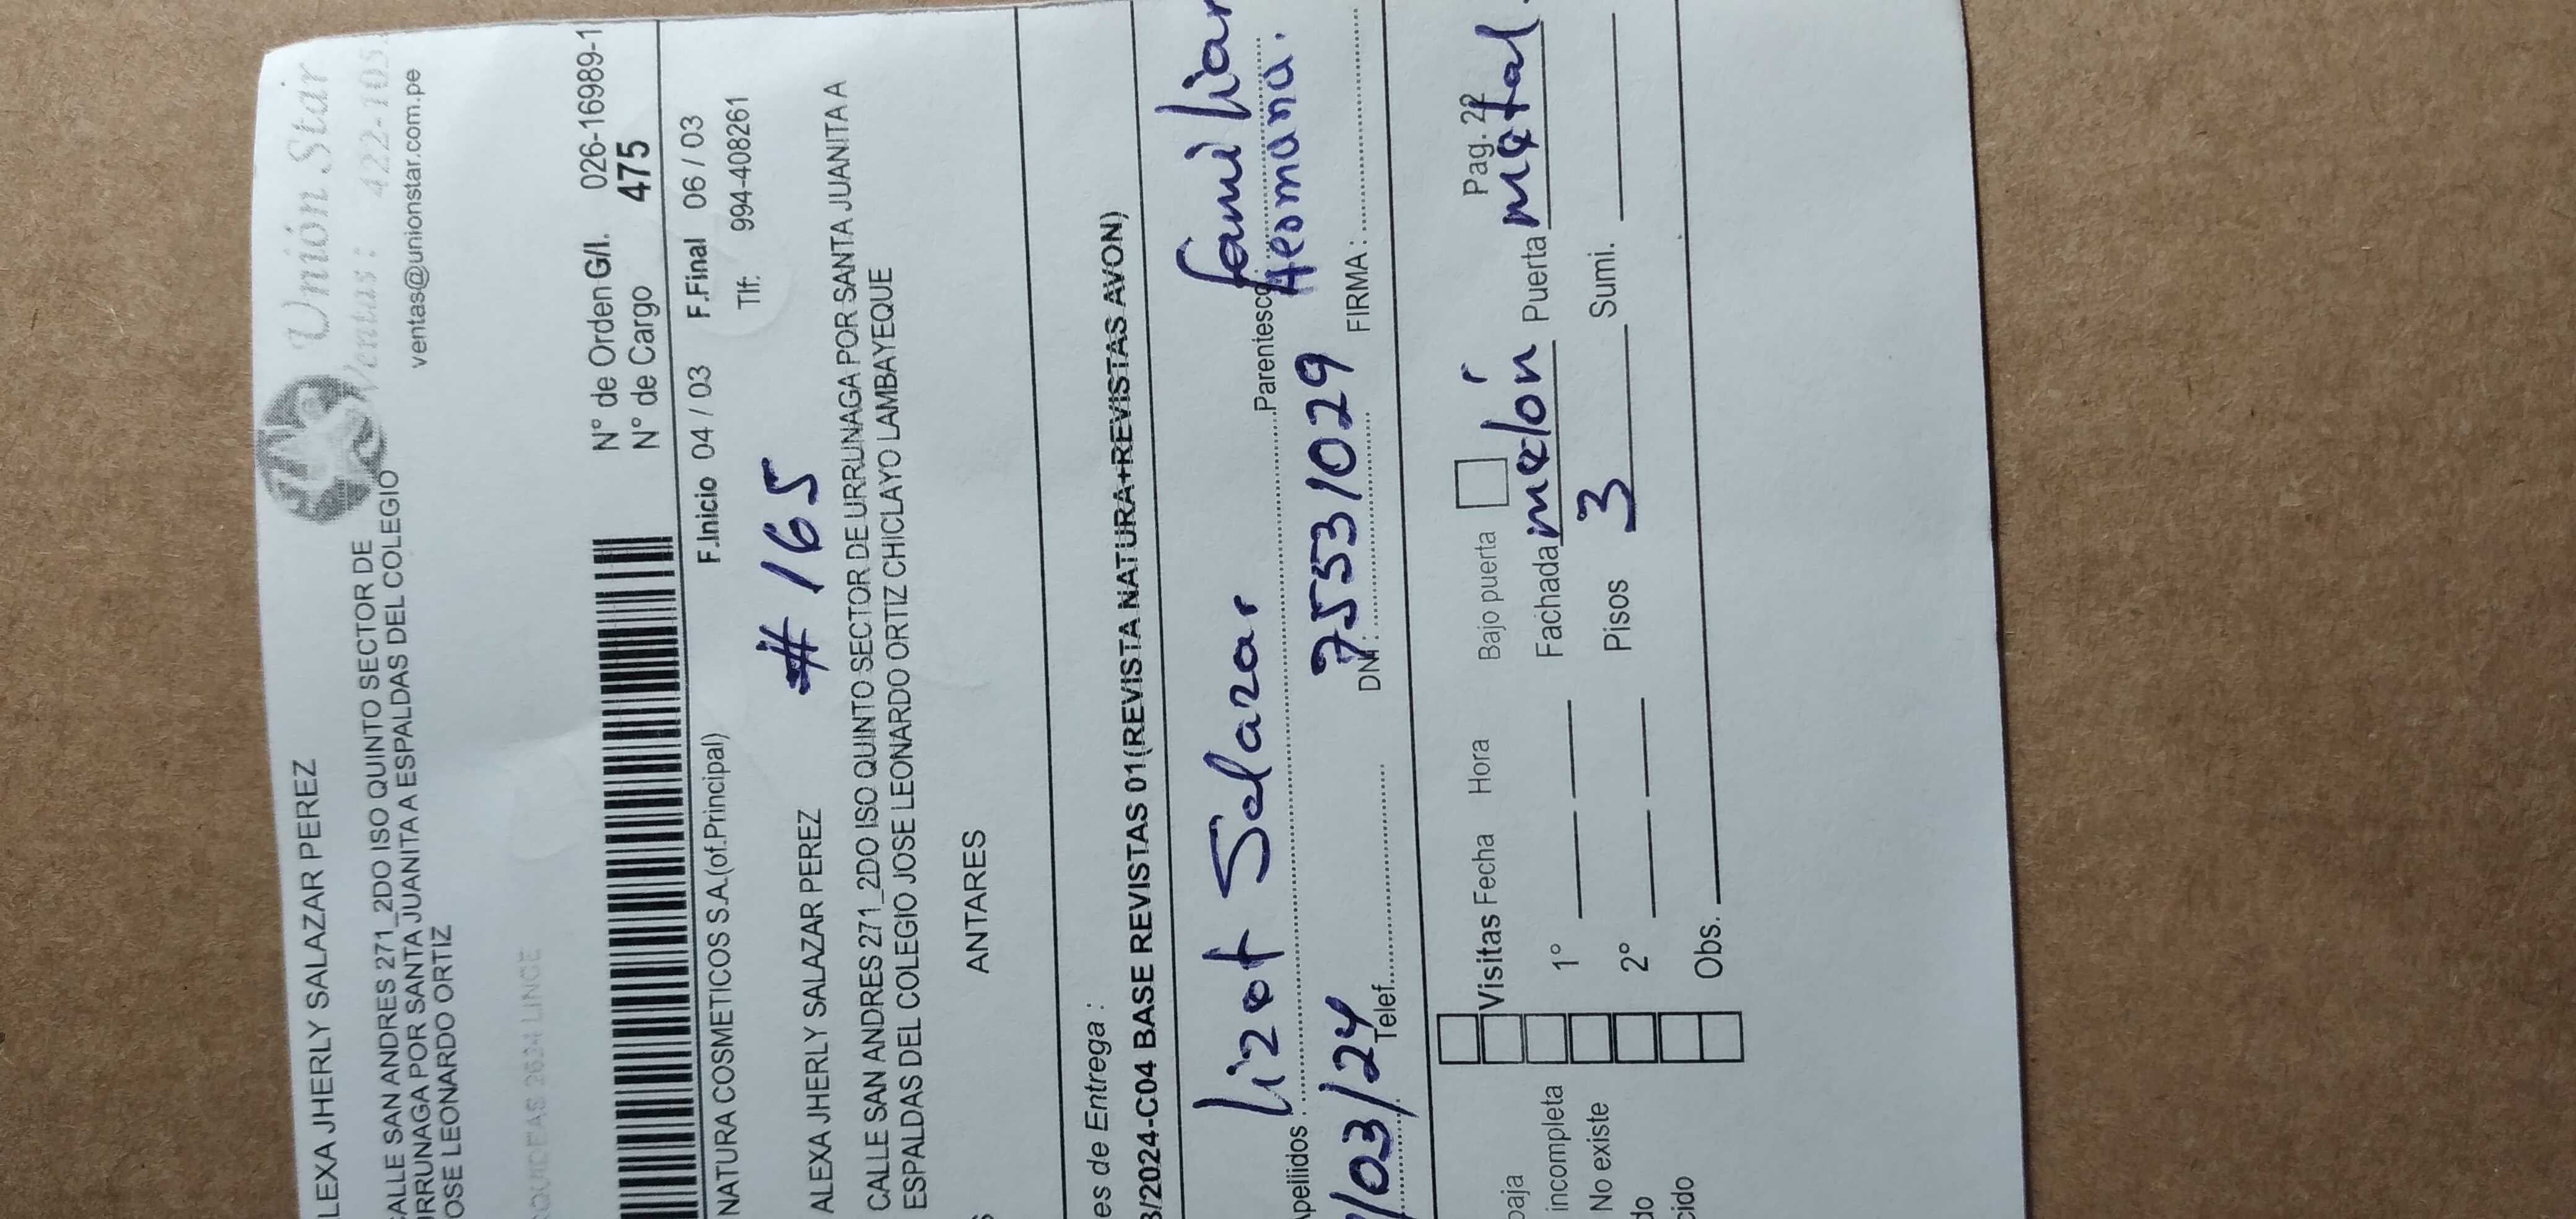 LEXA JHERLY SALAZAR PEREZ
Unión Star
Ventas: 422-105
ventas@unionstar.com.pe
CALLE SAN ANDRES 271_2DO ISO QUINTO SECTOR DE
RRUNAGA POR SANTA JUANITA A ESPALDAS DEL COLEGIO
OSE LEONARDO ORTIZ
N° de Orden G/I. 026-16989-1
N° de Cargo 475
NATURA COSMETICOS S.A.(of.Principal)
F.Inicio 04 / 03 F.Final 06 / 03
Tlf: 994-408261
# 165
ALEXA JHERLY SALAZAR PEREZ
CALLE SAN ANDRES 271_2DO ISO QUINTO SECTOR DE URRUNAGA POR SANTA JUANITA A
ESPALDAS DEL COLEGIO JOSE LEONARDO ORTIZ CHICLAYO LAMBAYEQUE
ANTARES
es de Entrega :
3/2024-C04 BASE REVISTAS 01(REVISTA NATURA+REVISTAS AVON)
pellidos : lizet Salazar Parentesco familiar
Hermana.
/03/24 Telef. DNI: 75531029 FIRMA :
Pag. 22
Visitas Fecha Hora Bajo puerta
1° Fachada melón Puerta metal
2° Pisos 3 Sumi.
Obs.
baja
incompleta
No existe
do
cido